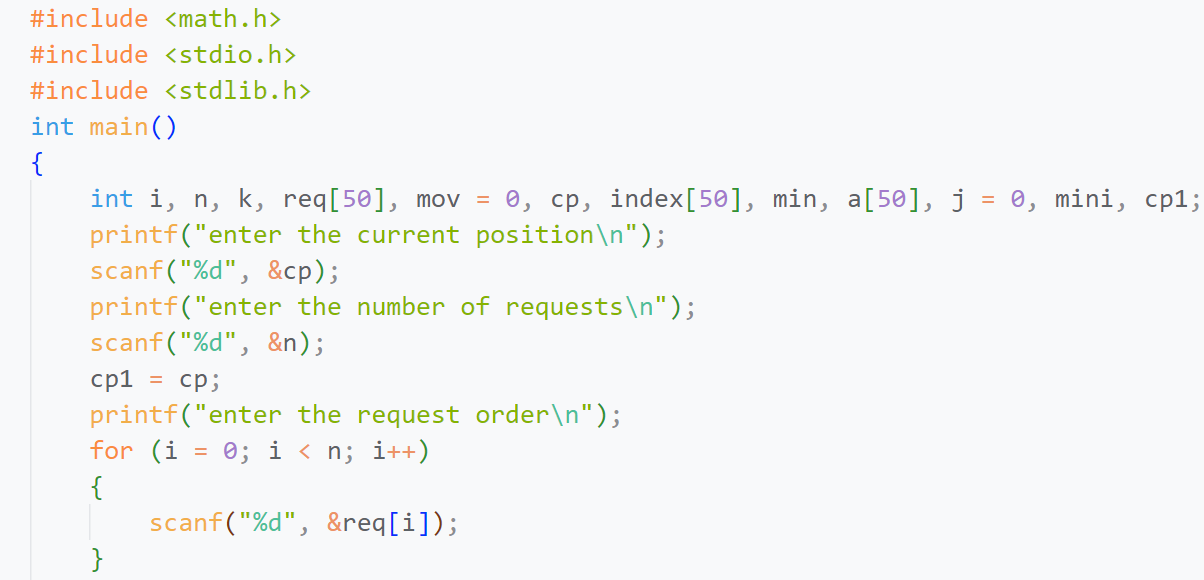 #include <math.h>
#include <stdio.h>
#include <stdlib.h>
int main()
{
    int i, n, k, req[50], mov = 0, cp, index[50], min, a[50], j = 0, mini, cp1;
    printf("enter the current position\n");
    scanf("%d", &cp);
    printf("enter the number of requests\n");
    scanf("%d", &n);
    cp1 = cp;
    printf("enter the request order\n");
    for (i = 0; i < n; i++)
    {
        scanf("%d", &req[i]);
    }